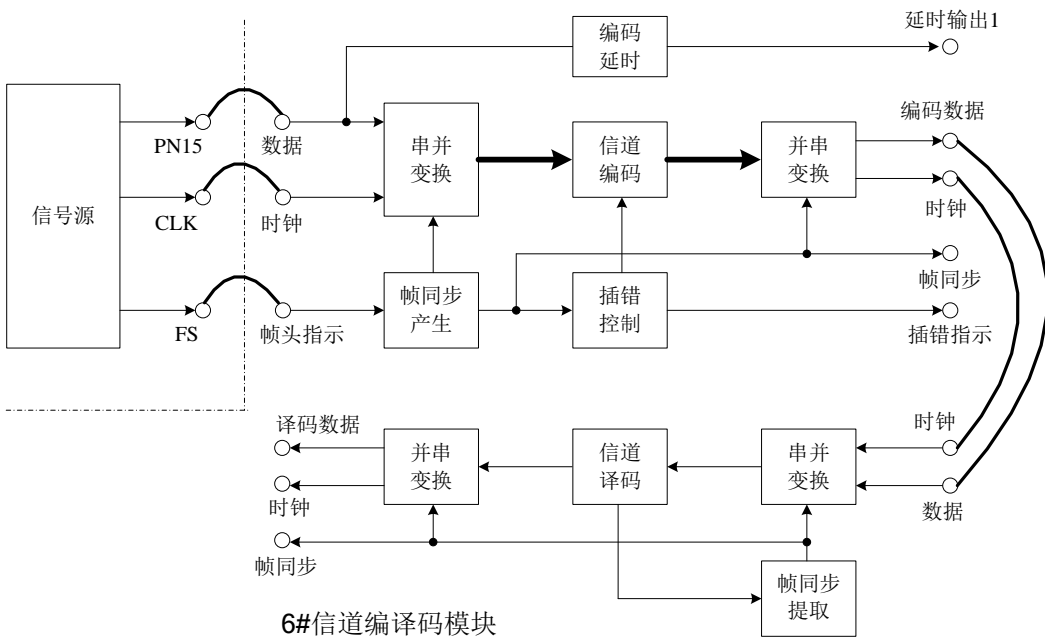 延时输出1
编码
延时
编码数据
PN15
数据
串并
变换
信道
编码
并串
变换
时钟
信号源
CLK
时钟
帧同步
FS
帧头指示
帧同步
产生
插错
控制
插错指示
译码数据
时钟
并串
变换
信道
译码
串并
变换
时钟
数据
帧同步
帧同步
提取
6#信道编译码模块